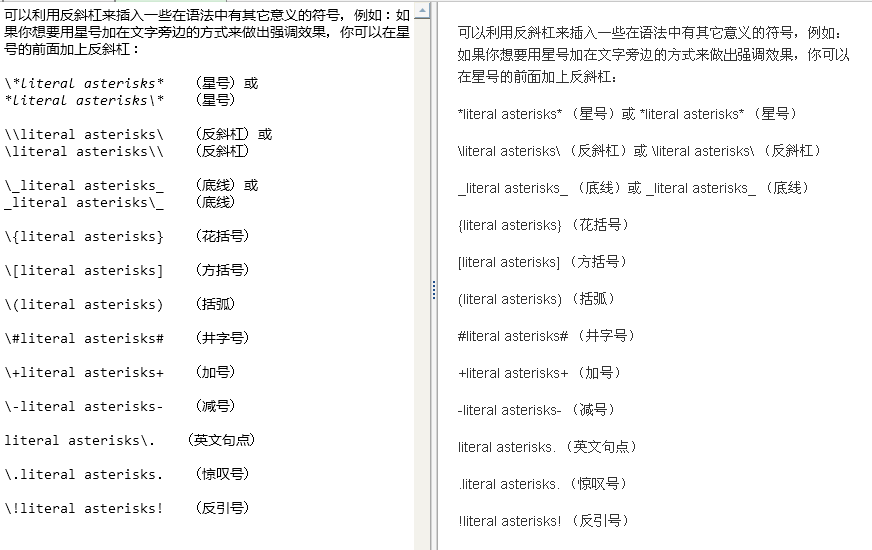 可以利用反斜杠来插入一些在语法中有其它意义的符号，例如：如
果你想要用星号加在文字旁边的方式来做出强调效果，你可以在星
号的前面加上反斜杠：
\*literal asterisks* （星号）或
*literal asterisks\* （星号）
\\literal asterisks\ （反斜杠）或
\literal asterisks\\ （反斜杠）
\_literal asterisks_ （底线）或
_literal asterisks\_ （底线）
\{literal asterisks} （花括号）
\[literal asterisks] （方括号）
\(literal asterisks) （括弧）
\#literal asterisks# （井字号）
\+literal asterisks+ （加号）
\-literal asterisks- （减号）
literal asterisks\. （英文句点）
\.literal asterisks. （惊叹号）
\!literal asterisks! （反引号）
可以利用反斜杠来插入一些在语法中有其它意义的符号，例如：
如果你想要用星号加在文字旁边的方式来做出强调效果，你可以
在星号的前面加上反斜杠：
*literal asterisks* （星号）或 *literal asterisks* （星号）
\literal asterisks\ （反斜杠）或 \literal asterisks\ （反斜杠）
_literal asterisks_ （底线）或 _literal asterisks_ （底线）
{literal asterisks} （花括号）
[literal asterisks] （方括号）
(literal asterisks) （括弧）
#literal asterisks# （井字号）
+literal asterisks+ （加号）
-literal asterisks- （减号）
literal asterisks. （英文句点）
.literal asterisks. （惊叹号）
!literal asterisks! （反引号）